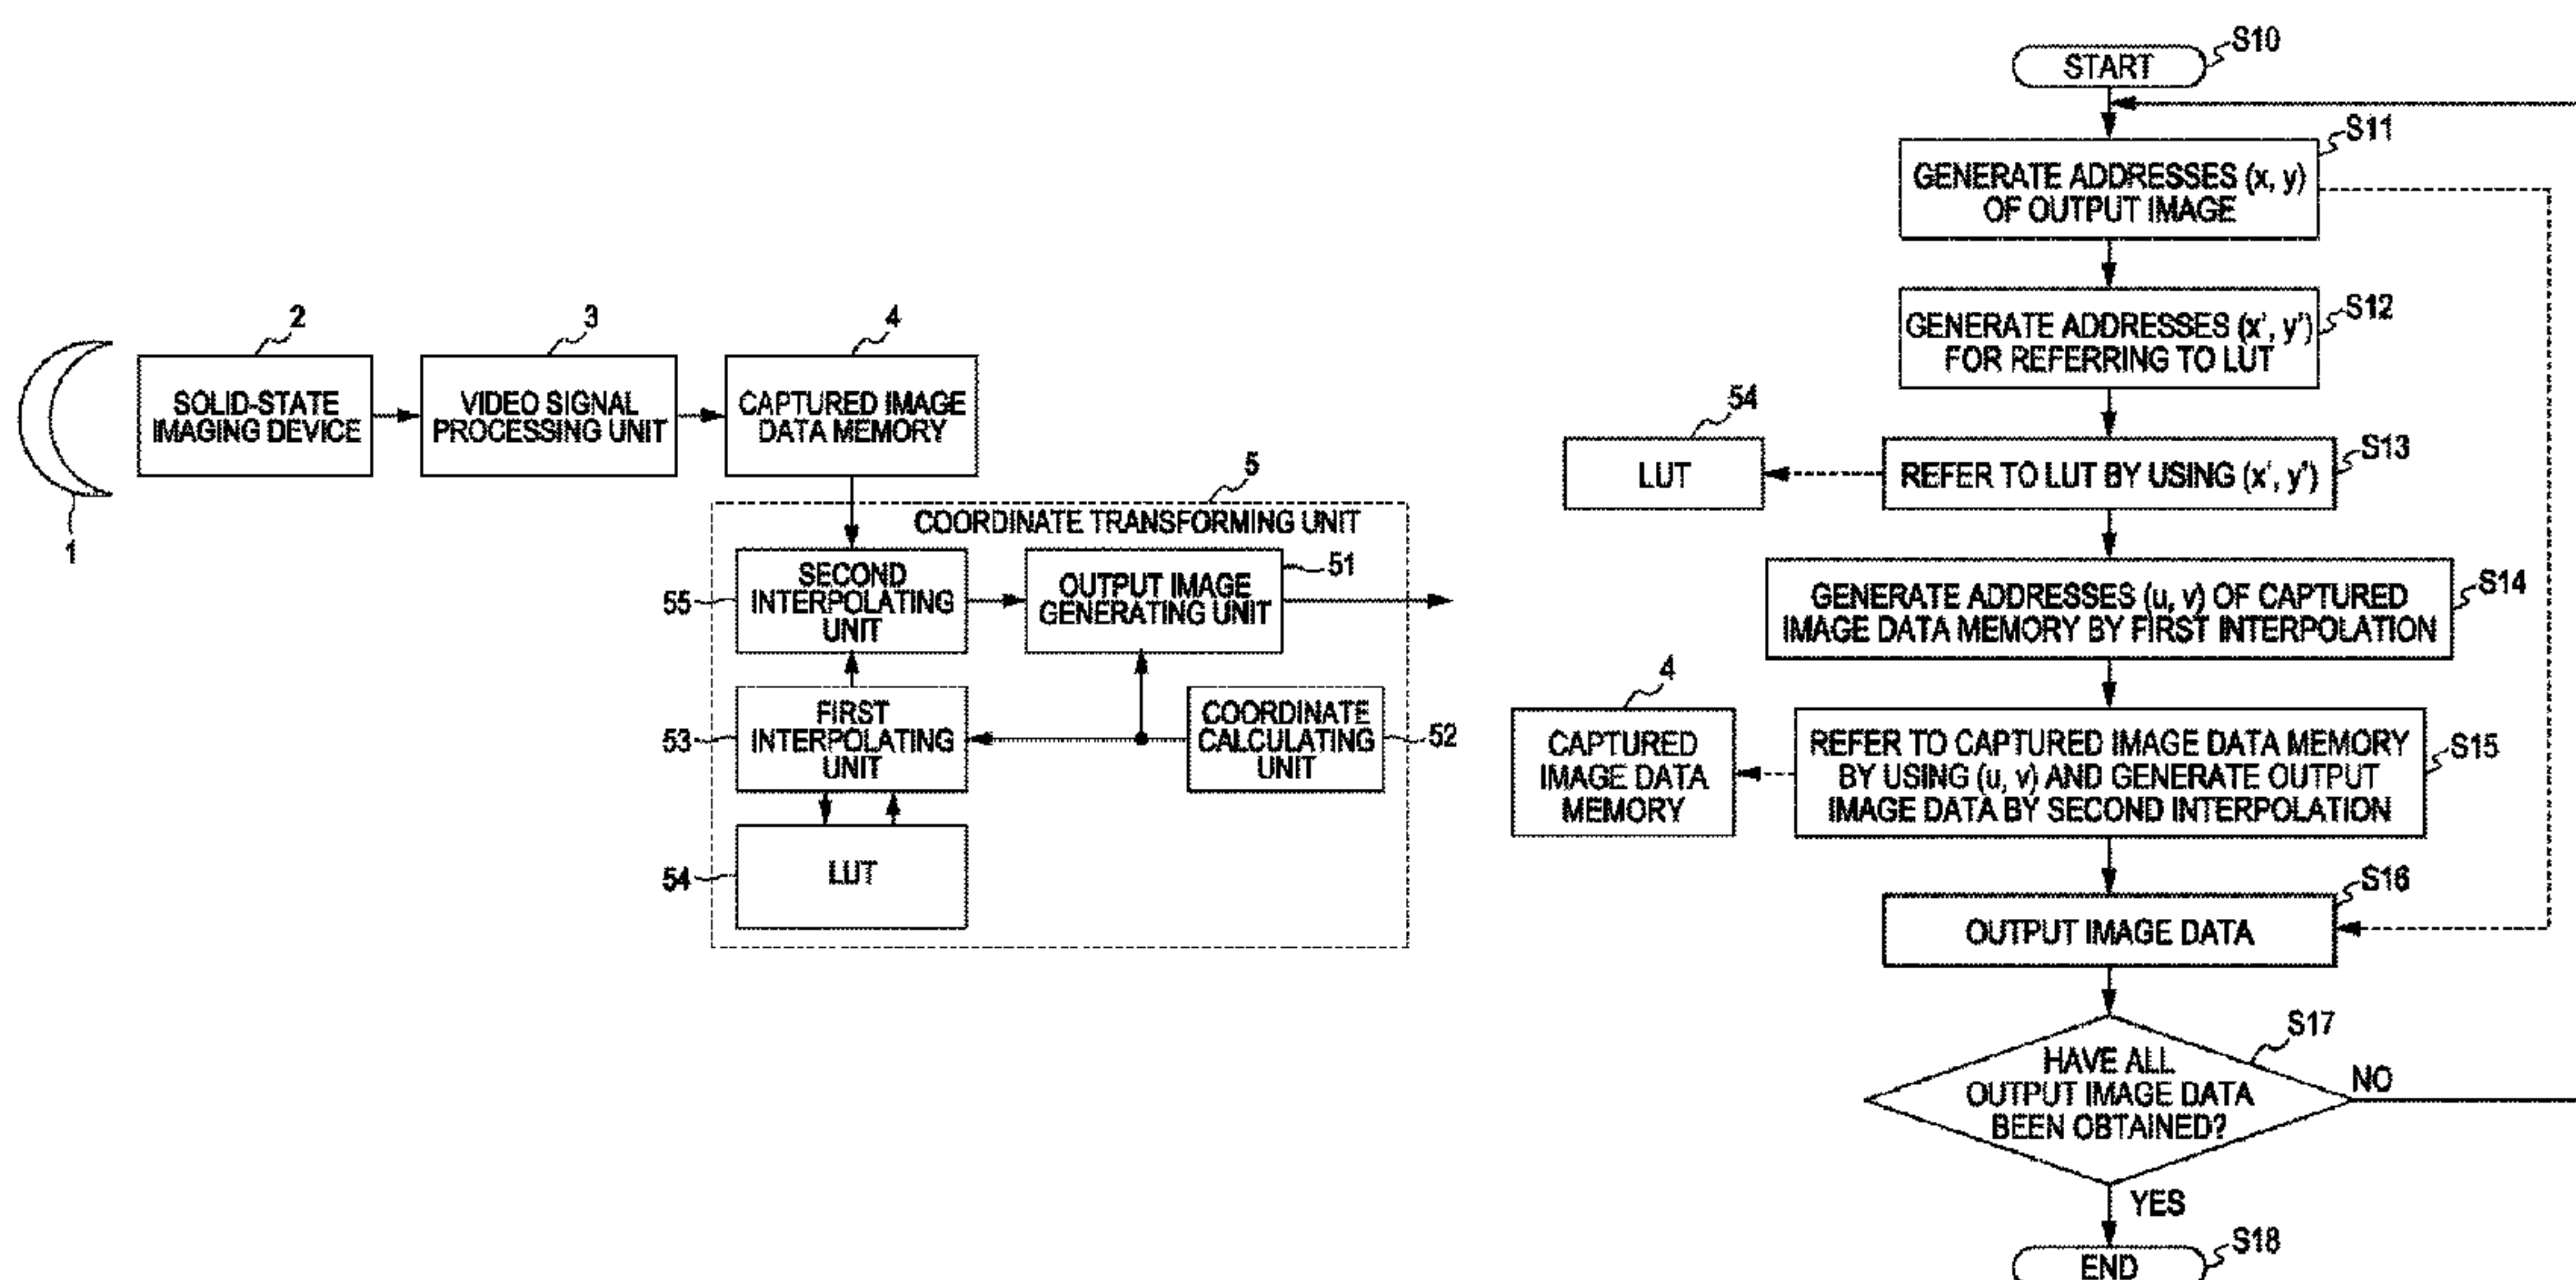 2
3
4
SOLID-STATE
IMAGING DEVICE
VIDEO SIGNAL
PROCESSING UNIT
CAPTURED IMAGE
DATA MEMORY
1
5
COORDINATE TRANSFORMING UNIT
55
SECOND
INTERPOLATING
UNIT
OUTPUT IMAGE
GENERATING UNIT
51
53
FIRST
INTERPOLATING
UNIT
COORDINATE
CALCULATING
UNIT
52
54
LUT
START
S10
GENERATE ADDRESSES (x, y)
OF OUTPUT IMAGE
S11
GENERATE ADDRESSES (x', y')
FOR REFERRING TO LUT
S12
54
LUT
REFER TO LUT BY USING (x', y')
S13
GENERATE ADDRESSES (u, v) OF CAPTURED
IMAGE DATA MEMORY BY FIRST INTERPOLATION
S14
4
CAPTURED
IMAGE DATA
MEMORY
REFER TO CAPTURED IMAGE DATA MEMORY
BY USING (u, v) AND GENERATE OUTPUT
IMAGE DATA BY SECOND INTERPOLATION
S15
OUTPUT IMAGE DATA
S16
HAVE ALL
OUTPUT IMAGE DATA
BEEN OBTAINED?
S17
NO
YES
END
S18